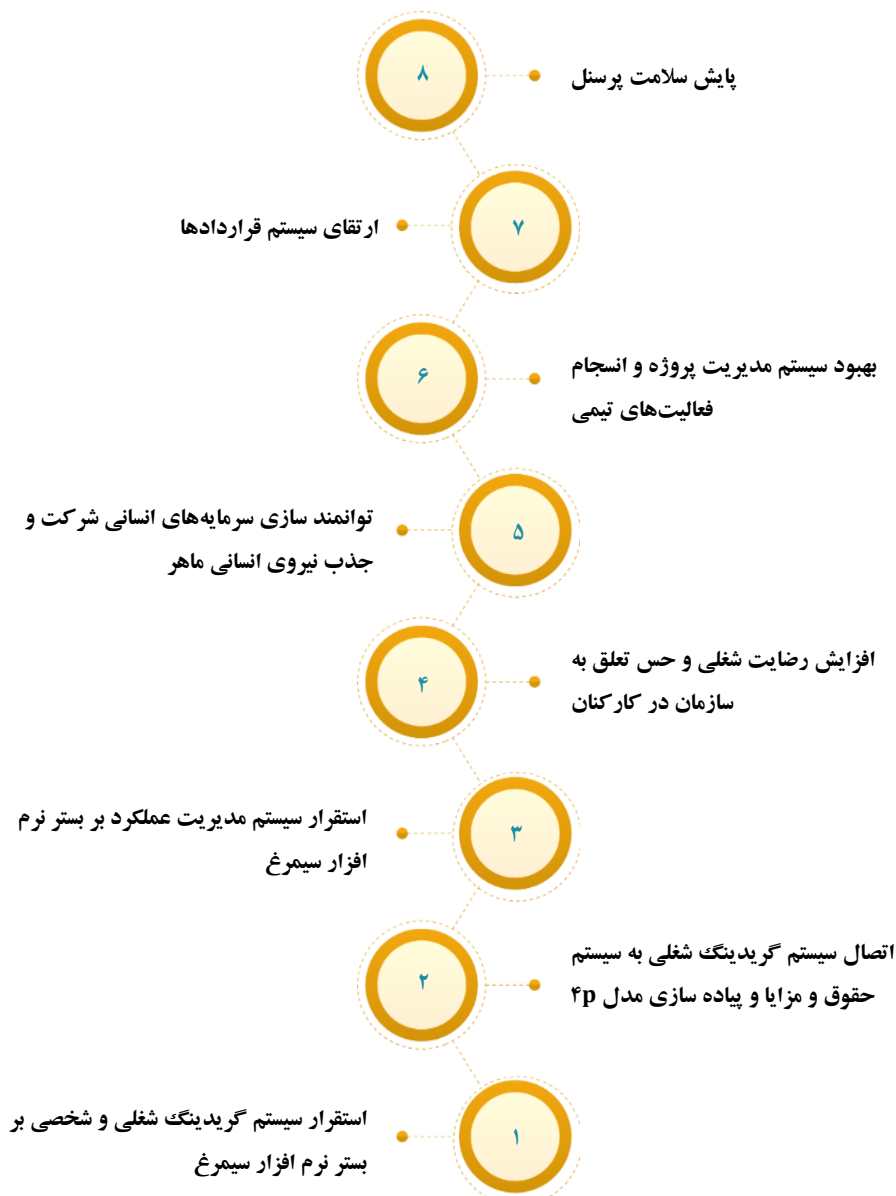 ۸
پایش سلامت پرسنل
۷
ارتقای سیستم قراردادها
۶
بهبود سیستم مدیریت پروژه و انسجام
فعالیت‌های تیمی
۵
توانمند سازی سرمایه‌های انسانی شرکت و
جذب نیروی انسانی ماهر
۴
افزایش رضایت شغلی و حس تعلق به
سازمان در کارکنان
۳
استقرار سیستم مدیریت عملکرد بر بستر نرم
افزار سیمرغ
۲
اتصال سیستم گریدینگ شغلی به سیستم
حقوق و مزایا و پیاده سازی مدل ۴p
۱
استقرار سیستم گریدینگ شغلی و شخصی بر
بستر نرم افزار سیمرغ